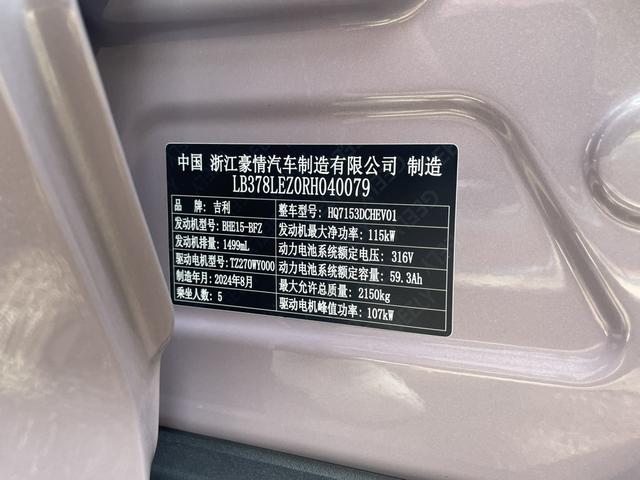 中国 浙江豪情汽车制造有限公司 制造
LB378LEZ0RH040079
品 牌: 吉利
整车型号: HQ7153DCHEV01
发动机型号: BHE15-BFZ
发动机最大净功率: 115kW
发动机排量: 1499mL
动力电池系统额定电压: 316V
驱动电机型号: TZ270WY000
动力电池系统额定容量: 59.3Ah
制造年月: 2024年8月
最大允许总质量: 2150kg
乘坐人数: 5
驱动电机峰值功率: 107kW